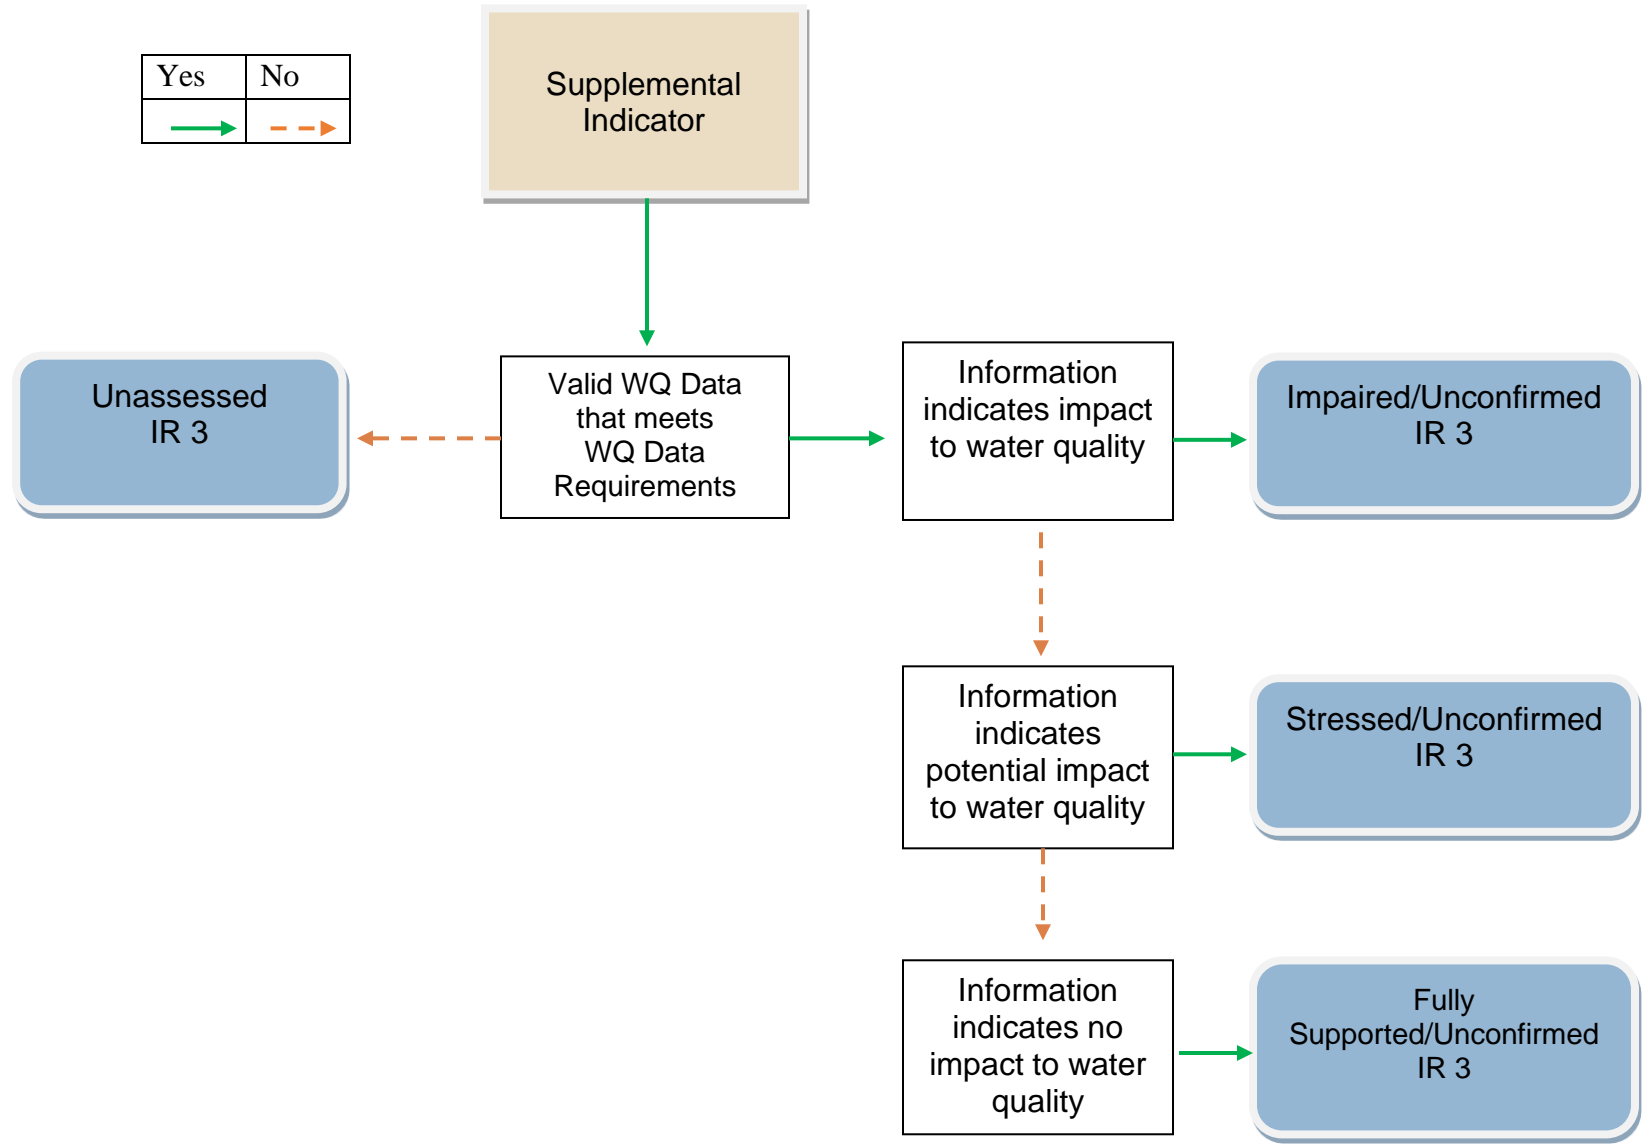 Yes No
Supplemental
Indicator
Unassessed
IR 3
Valid WQ Data
that meets
WQ Data
Requirements
Information
indicates impact
to water quality
Impaired/Unconfirmed
IR 3
Information
indicates
potential impact
to water quality
Stressed/Unconfirmed
IR 3
Information
indicates no
impact to water
quality
Fully
Supported/Unconfirmed
IR 3